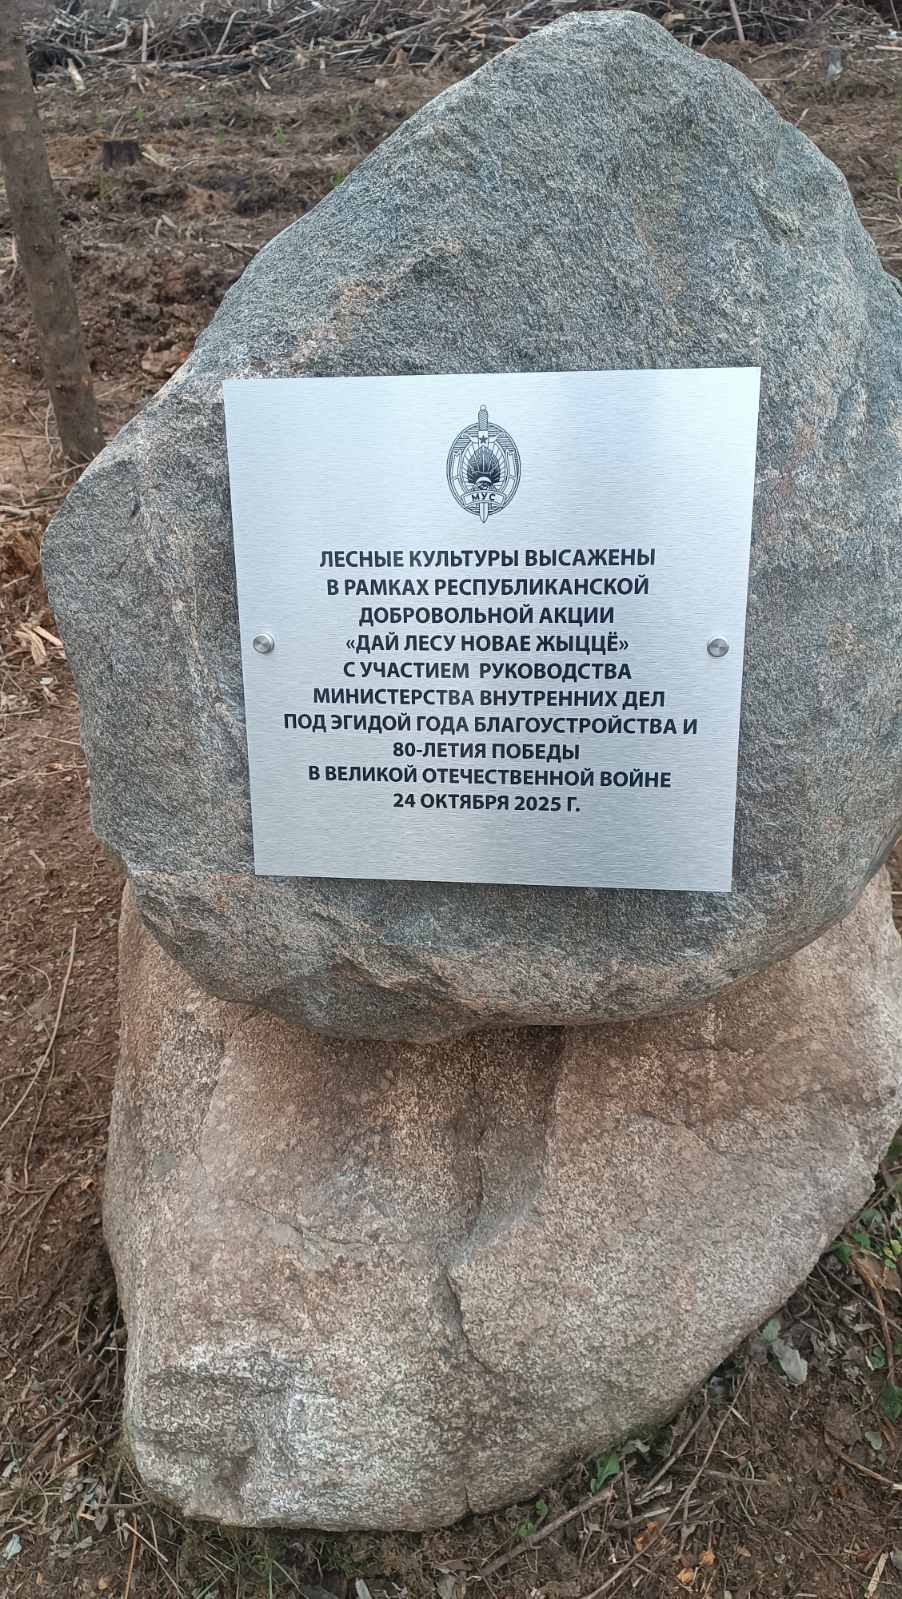 МУС
ЛЕСНЫЕ КУЛЬТУРЫ ВЫСАЖЕНЫ
В РАМКАХ РЕСПУБЛИКАНСКОЙ
ДОБРОВОЛЬНОЙ АКЦИИ
«ДАЙ ЛЕСУ НОВАЕ ЖЫЦЦЁ»
С УЧАСТИЕМ РУКОВОДСТВА
МИНИСТЕРСТВА ВНУТРЕННИХ ДЕЛ
ПОД ЭГИДОЙ ГОДА БЛАГОУСТРОЙСТВА И
80-ЛЕТИЯ ПОБЕДЫ
В ВЕЛИКОЙ ОТЕЧЕСТВЕННОЙ ВОЙНЕ
24 ОКТЯБРЯ 2025 Г.